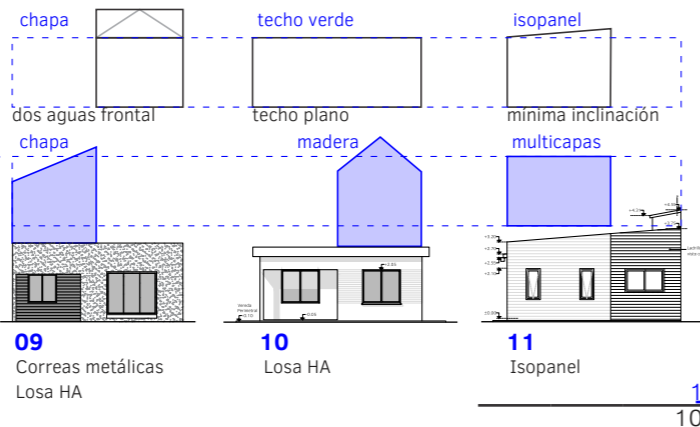 chapa techo verde isopanel
dos aguas frontal techo plano mínima inclinación
chapa madera multicapas
09 10 11
Correas metálicas Losa HA Isopanel
Losa HA
1
10